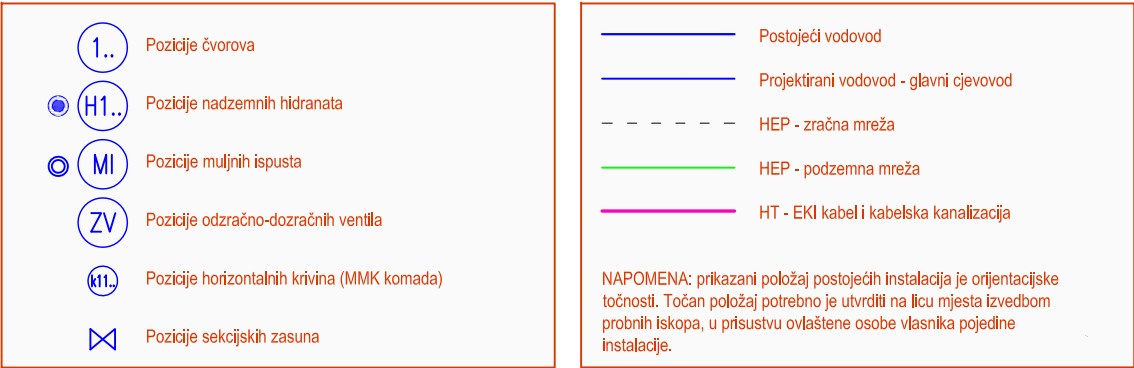 1.. Pozicije čvorova
H1.. Pozicije nadzemnih hidranata
MI Pozicije muljnih ispusta
ZV Pozicije odzračno-dozračnih ventila
k11.. Pozicije horizontalnih krivina (MMK komada)
Pozicije sekcijskih zasuna
Postojeći vodovod
Projektirani vodovod - glavni cjevovod
HEP - zračna mreža
HEP - podzemna mreža
HT - EKI kabel i kabelska kanalizacija
NAPOMENA: prikazani položaj postojećih instalacija je orijentacijske
točnosti. Točan položaj potrebno je utvrditi na licu mjesta izvedbom
probnih iskopa, u prisustvu ovlaštene osobe vlasnika pojedine
instalacije.